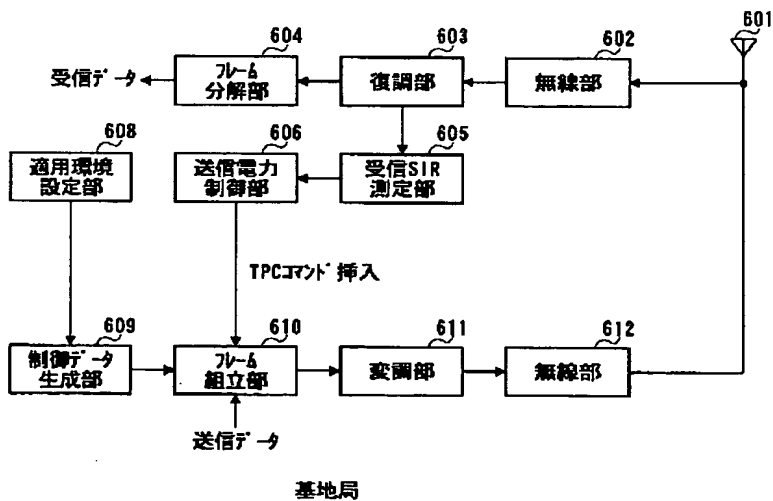 601
604
603
602
受信データ
フレーム
分解部
復調部
無線部
608
606
605
適用環境
設定部
送信電力
制御部
受信SIR
測定部
TPCコマンド挿入
609
610
611
612
制御データ
生成部
フレーム
組立部
変調部
無線部
送信データ
基地局